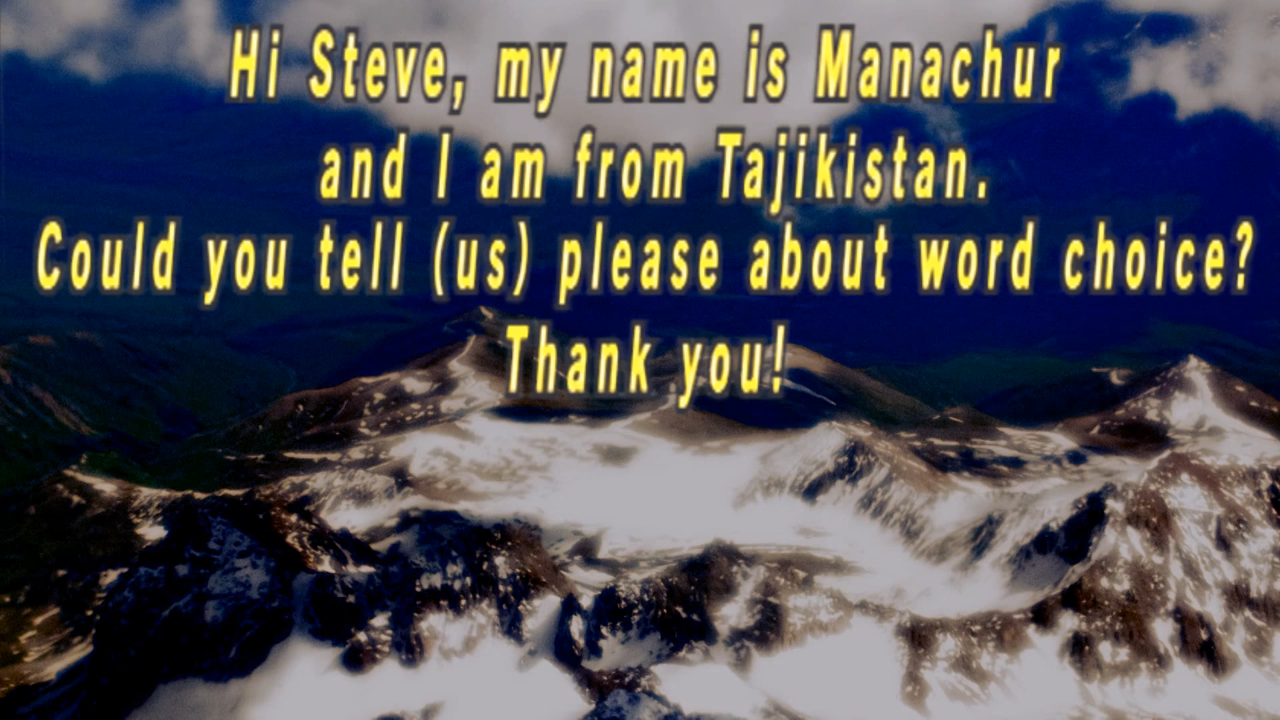 Hi Steve, my name is Manachur
and I am from Tajikistan.
Could you tell (us) please about word choice?
Thank you!